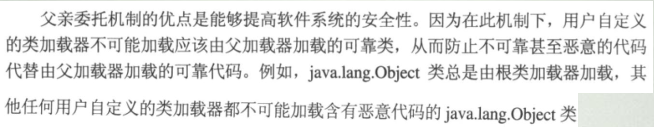 父亲委托机制的优点是能够提高软件系统的安全性。因为在此机制下，用户自定义
的类加载器不可能加载应该由父加载器加载的可靠类，从而防止不可靠甚至恶意的代码
代替由父加载器加载的可靠代码。例如，java.lang.Object 类总是由根类加载器加载，其
他任何用户自定义的类加载器都不可能加载含有恶意代码的 java.lang.Object 类